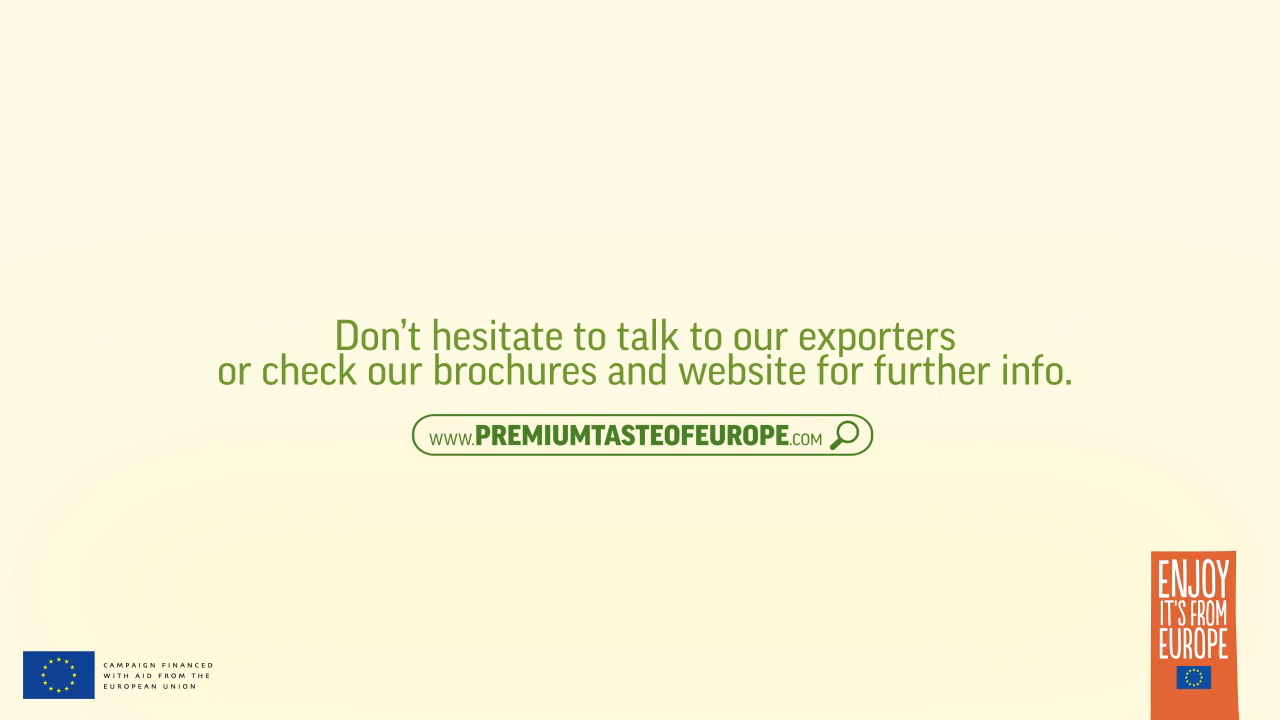 Don't hesitate to talk to our exporters
or check our brochures and website for further info.
WWW.PREMIUMTASTEOFEUROPE.COM
ENJOY
IT'S FROM
EUROPE
CAMPAIGN FINANCED
WITH AID FROM THE
EUROPEAN UNION